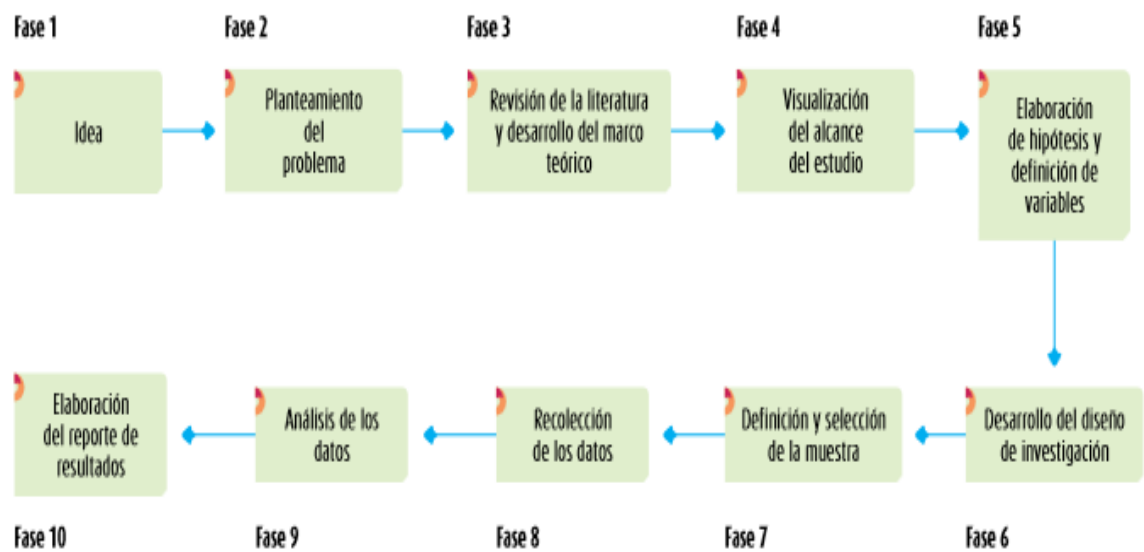 Fase 1
Idea
Fase 2
Planteamiento
del
problema
Fase 3
Revisión de la literatura
y desarrollo del marco
teórico
Fase 4
Visualización
del alcance
del estudio
Fase 5
Elaboración
de hipótesis y
definición de
variables
Desarrollo del diseño
de investigación
Fase 6
Definición y selección
de la muestra
Fase 7
Recolección
de los datos
Fase 8
Análisis de los
datos
Fase 9
Elaboración
del reporte de
resultados
Fase 10